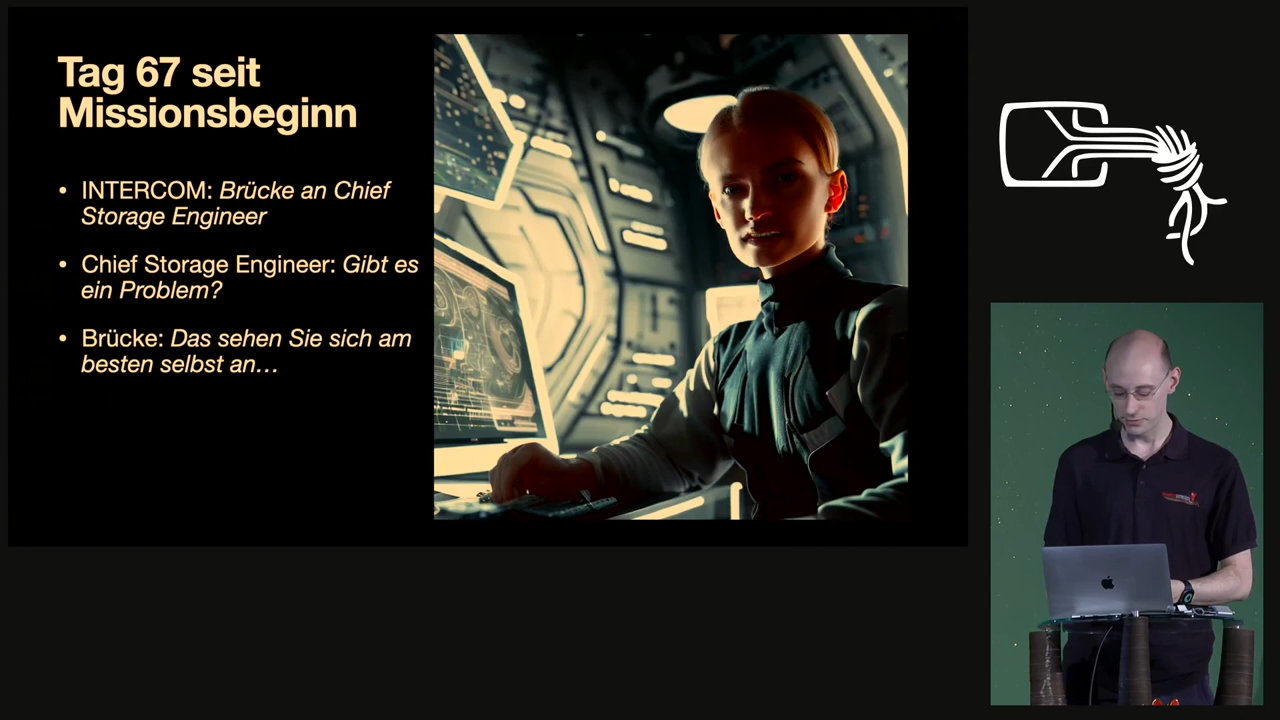 Tag 67 seit
Missionsbeginn
• INTERCOM: Brücke an Chief
Storage Engineer
• Chief Storage Engineer: Gibt es
ein Problem?
• Brücke: Das sehen Sie sich am
besten selbst an…